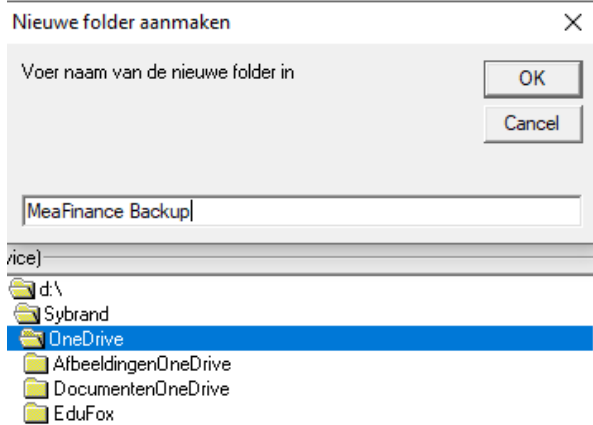 Nieuwe folder aanmaken
Voer naam van de nieuwe folder in
OK
Cancel
MeaFinance Backup
vice)
d:\
Sybrand
OneDrive
AfbeeldingenOneDrive
DocumentenOneDrive
EduFox